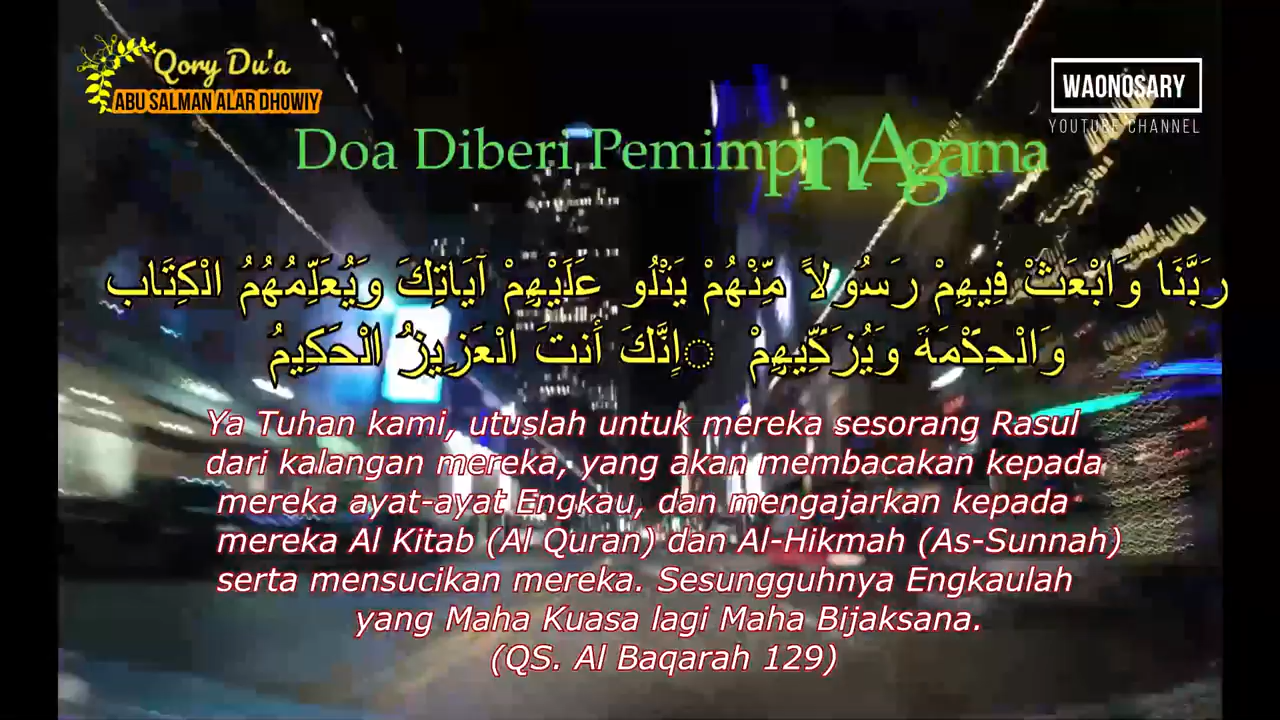 Qory Du'a
ABU SALMAN ALAR DHOWIY
WAONOSARY
YOUTUBE CHANNEL
Doa Diberi Pemimpin Agama
رَبَّنَا وَابْعَثْ فِيهِمْ رَسُولاً مِّنْهُمْ يَتْلُو عَلَيْهِمْ آيَاتِكَ وَيُعَلِّمُهُمُ الْكِتَابَ
وَالْحِكْمَةَ وَيُزَكِّيهِمْ ۚ إِنَّكَ أَنتَ الْعَزِيزُ الْحَكِيمُ
Ya Tuhan kami, utuslah untuk mereka sesorang Rasul
dari kalangan mereka, yang akan membacakan kepada
mereka ayat-ayat Engkau, dan mengajarkan kepada
mereka Al Kitab (Al Quran) dan Al-Hikmah (As-Sunnah)
serta mensucikan mereka. Sesungguhnya Engkaulah
yang Maha Kuasa lagi Maha Bijaksana.
(QS. Al Baqarah 129)